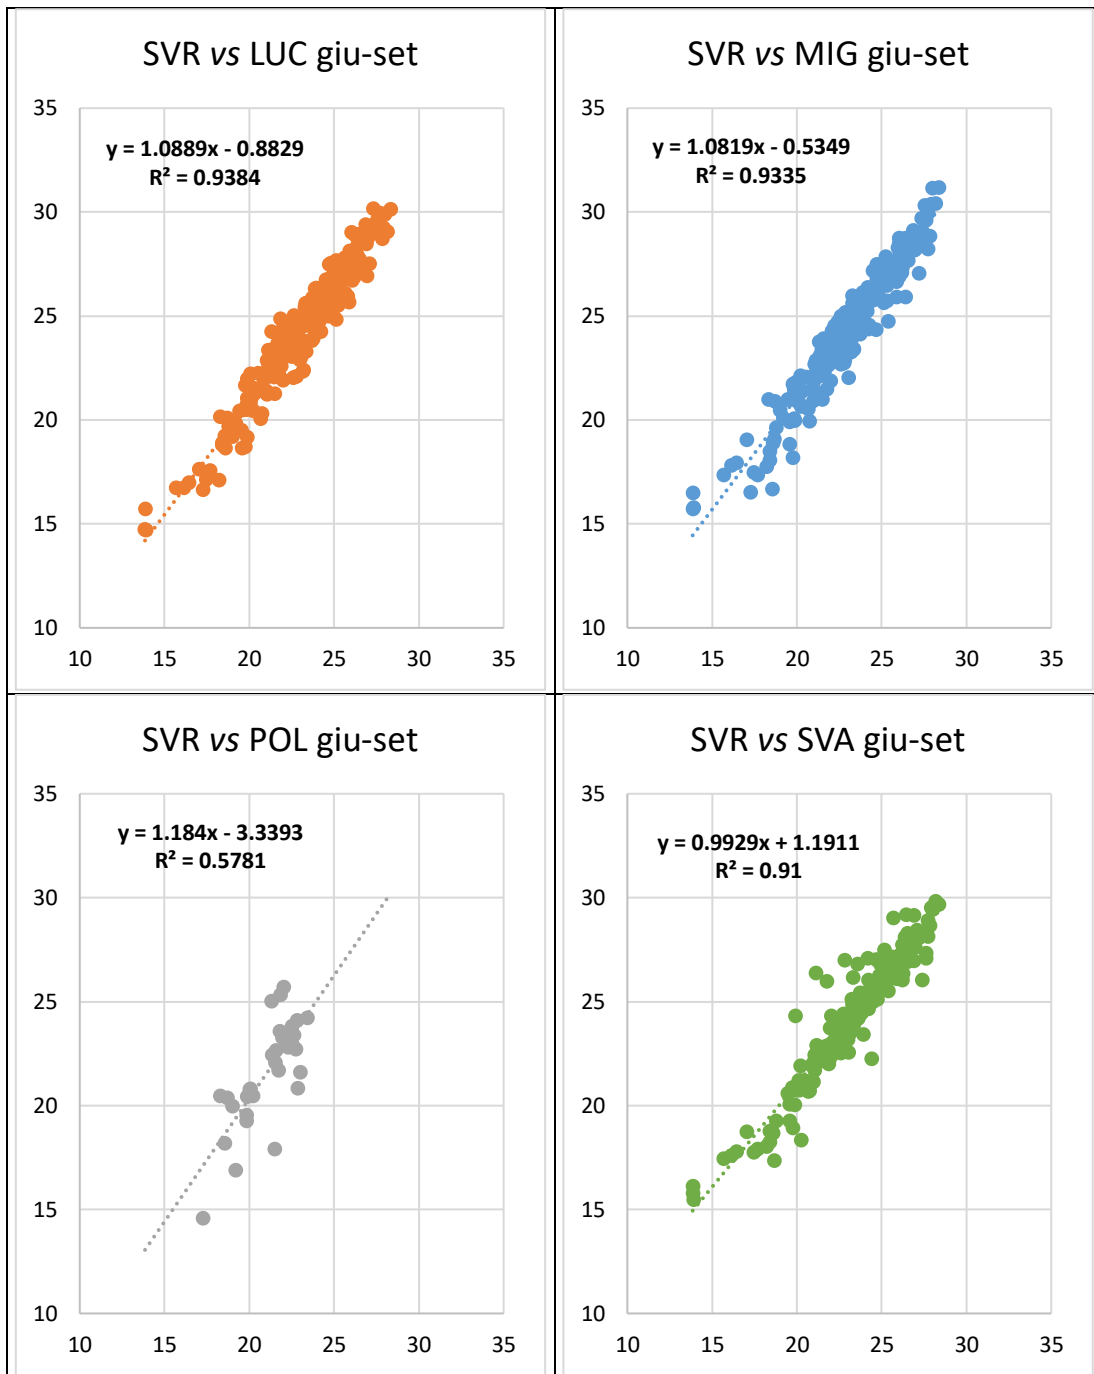 SVR vs LUC giu-set
y = 1.0889x - 0.8829
R² = 0.9384
35
30
25
20
15
10
10 15 20 25 30 35
SVR vs MIG giu-set
y = 1.0819x - 0.5349
R² = 0.9335
35
30
25
20
15
10
10 15 20 25 30 35
SVR vs POL giu-set
y = 1.184x - 3.3393
R² = 0.5781
35
30
25
20
15
10
10 15 20 25 30 35
SVR vs SVA giu-set
y = 0.9929x + 1.1911
R² = 0.91
35
30
25
20
15
10
10 15 20 25 30 35